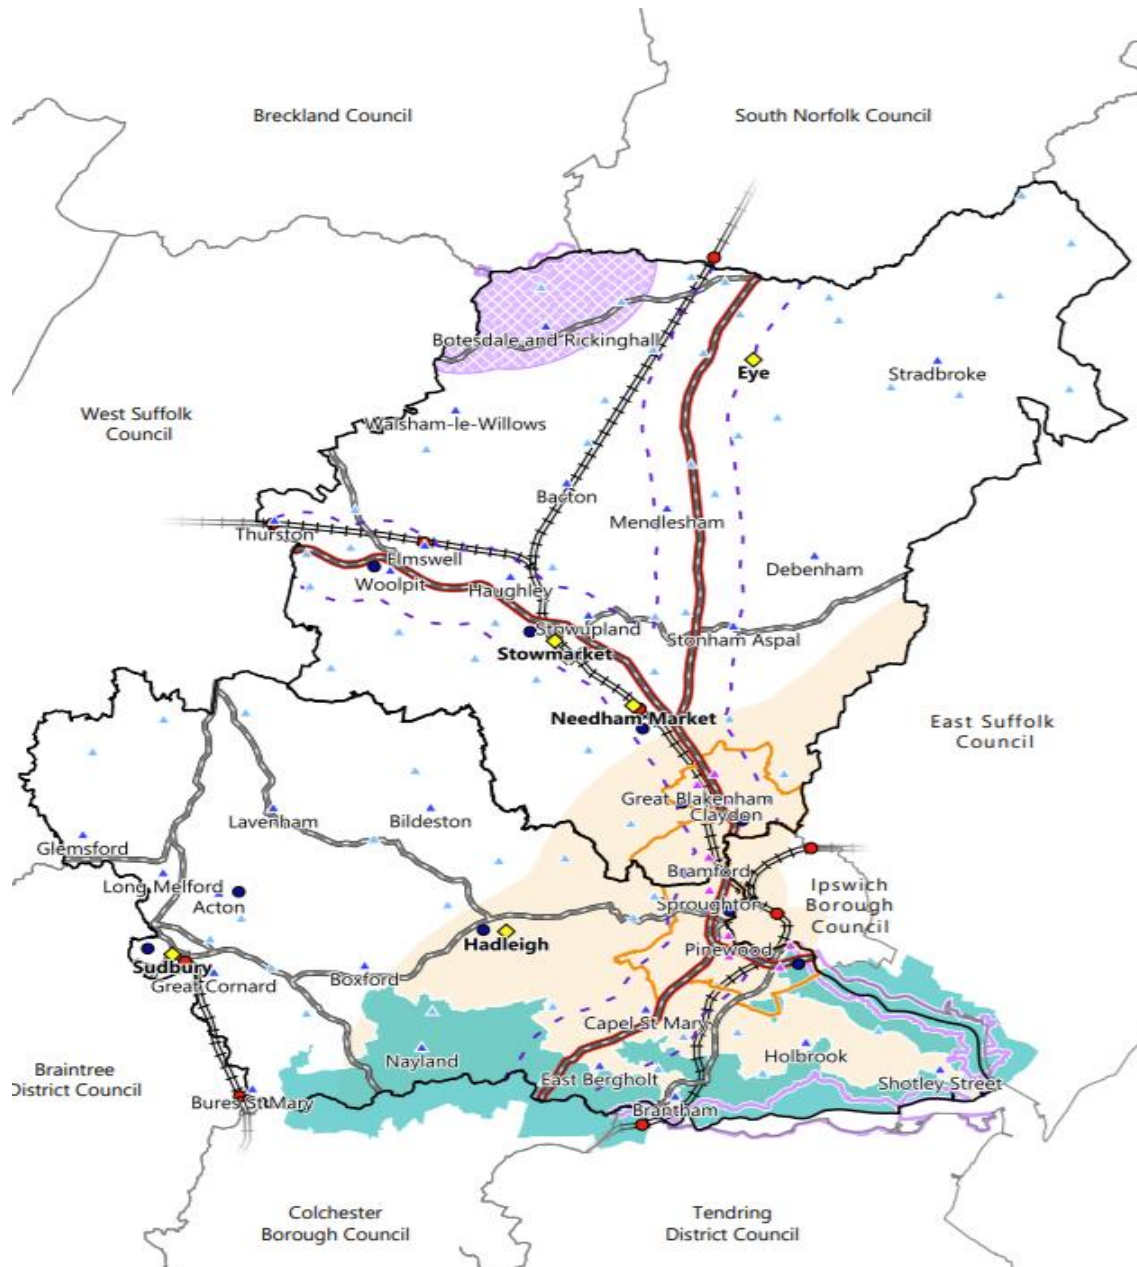 Breckland Council
South Norfolk Council
Botesdale and Rickinghall
Eye
Stradbroke
West Suffolk
Council
Walsham-le-Willows
Bacton
Mendlesham
Thurston
Elmswell
Woolpit
Haughley
Debenham
Stowupland
Stonham Aspal
Stowmarket
Needham Market
East Suffolk
Council
Great Blakenham
Claydon
Lavenham
Bildeston
Glemsford
Bramford
Long Melford
Acton
Ipswich
Borough
Council
Sproughton
Hadleigh
Pinewood
Sudbury
Great Cornard
Boxford
Capel St Mary
Nayland
Holbrook
East Bergholt
Shotley Street
Braintree
District Council
Bures St Mary
Brantham
Colchester
Borough Council
Tendring
District Council